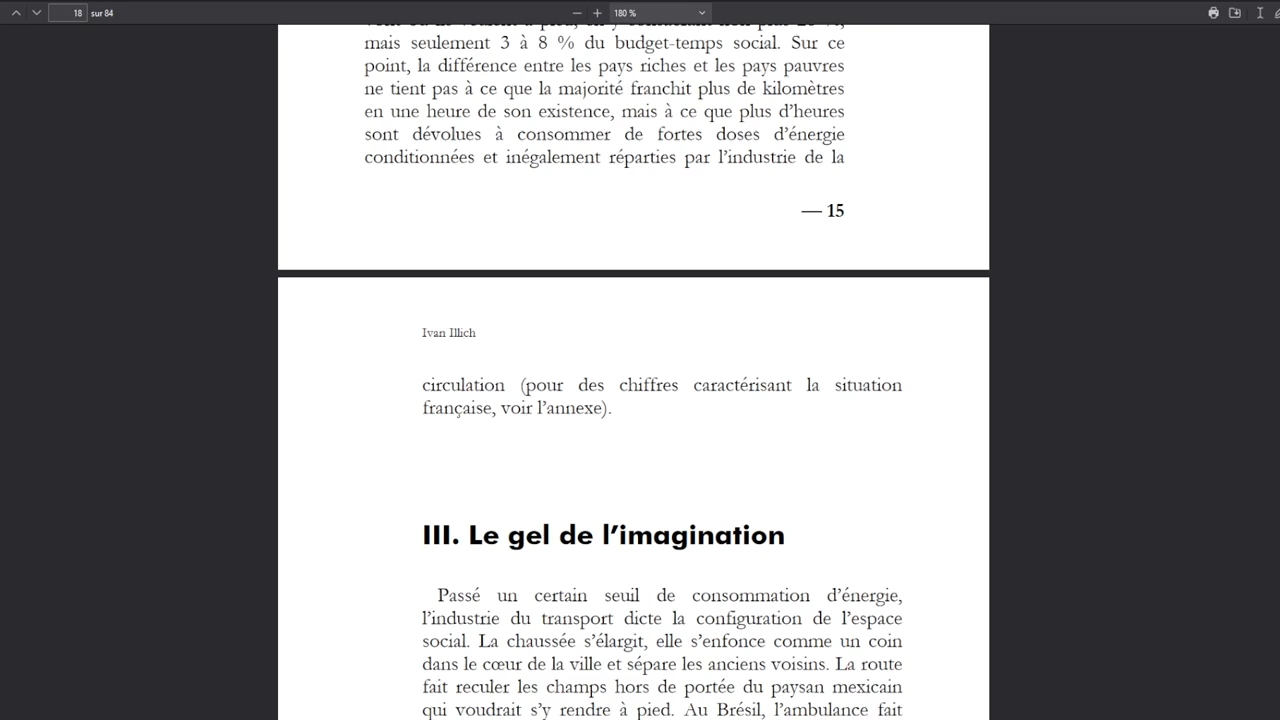 18 sur 84
180 %
mais seulement 3 à 8 % du budget-temps social. Sur ce
point, la différence entre les pays riches et les pays pauvres
ne tient pas à ce que la majorité franchit plus de kilomètres
en une heure de son existence, mais à ce que plus d’heures
sont dévolues à consommer de fortes doses d’énergie
conditionnées et inégalement réparties par l’industrie de la
— 15
Ivan Illich
circulation (pour des chiffres caractérisant la situation
française, voir l’annexe).
III. Le gel de l’imagination
Passé un certain seuil de consommation d’énergie,
l’industrie du transport dicte la configuration de l’espace
social. La chaussée s’élargit, elle s’enfonce comme un coin
dans le cœur de la ville et sépare les anciens voisins. La route
fait reculer les champs hors de portée du paysan mexicain
qui voudrait s’y rendre à pied. Au Brésil, l’ambulance fait